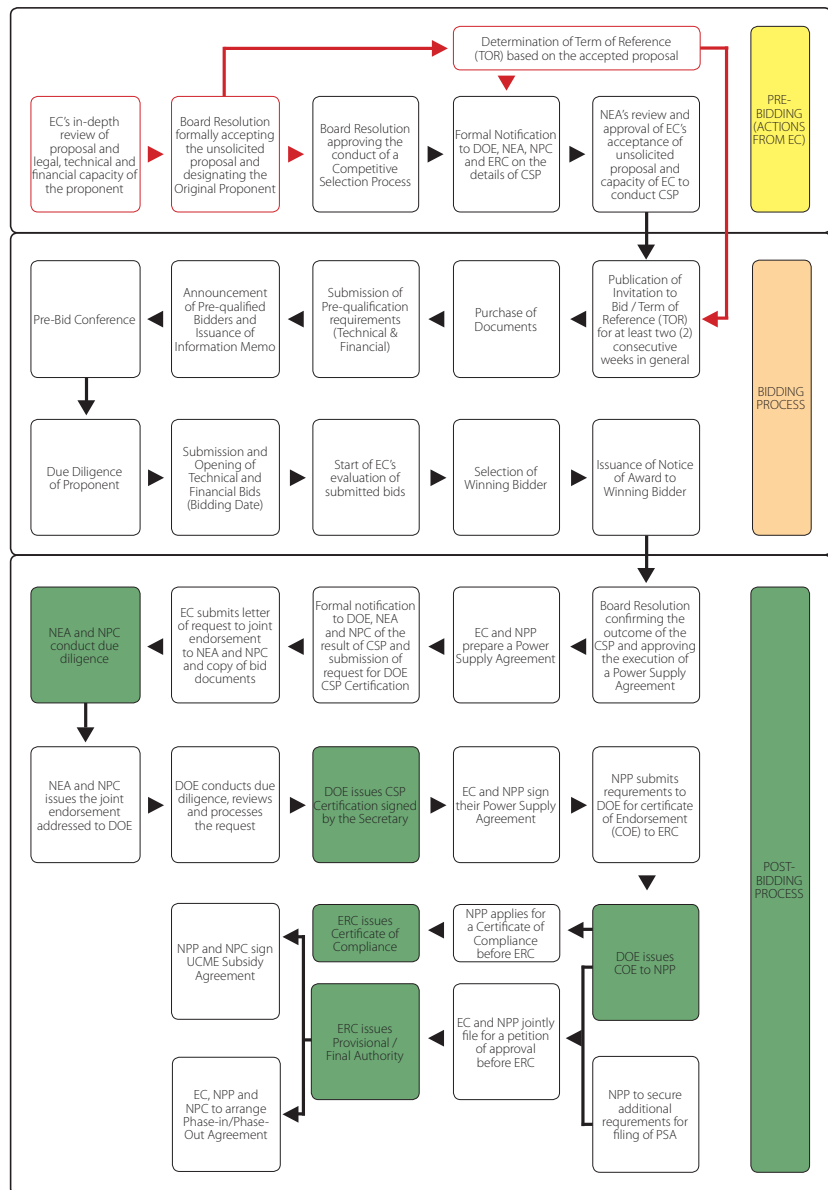 Determination of Term of Reference
(TOR) based on the accepted proposal
EC's in-depth
review of
proposal and
legal, technical and
financial capacity of
the proponent
Board Resolution
formally accepting
the unsolicited
proposal and
designating the
Original Proponent
Board Resolution
approving the
conduct of a
Competitive
Selection Process
Formal Notification
to DOE, NEA, NPC
and ERC on the
details of CSP
NEA's review and
approval of EC's
acceptance of
unsolicited
proposal and
capacity of EC to
conduct CSP
PRE-
BIDDING
(ACTIONS
FROM EC)
Pre-Bid Conference
Announcement
of Pre-qualified
Bidders and
Issuance of
Information Memo
Submission of
Pre-qualification
requirements
(Technical &
Financial)
Purchase of
Documents
Publication of
Invitation to
Bid / Term of
Reference (TOR)
for at least two (2)
consecutive
weeks in general
BIDDING
PROCESS
Due Diligence
of Proponent
Submission and
Opening of
Technical and
Financial Bids
(Bidding Date)
Start of EC's
evaluation of
submitted bids
Selection of
Winning Bidder
Issuance of Notice
of Award to
Winning Bidder
NEA and NPC
conduct due
diligence
EC submits letter
of request to joint
endorsement
to NEA and NPC
and copy of bid
documents
Formal notification
to DOE, NEA
and NPC of the
result of CSP and
submission of
request for DOE
CSP Certification
EC and NPP
prepare a Power
Supply Agreement
Board Resolution
confirming the
outcome of the
CSP and approving
the execution of
a Power Supply
Agreement
NEA and NPC
issues the joint
endorsement
addressed to DOE
DOE conducts due
diligence, reviews
and processes
the request
DOE issues CSP
Certification signed
by the Secretary
EC and NPP sign
their Power Supply
Agreement
NPP submits
requrements to
DOE for certificate
of Endorsement
(COE) to ERC
POST-
BIDDING
PROCESS
NPP and NPC sign
UCME Subsidy
Agreement
ERC issues
Certificate of
Compliance
NPP applies for
a Certificate of
Compliance
before ERC
DOE issues
COE to NPP
ERC issues
Provisional /
Final Authority
EC and NPP jointly
file for a petition
of approval
before ERC
EC, NPP and
NPC to arrange
Phase-in/Phase-
Out Agreement
NPP to secure
additional
requrements for
filing of PSA